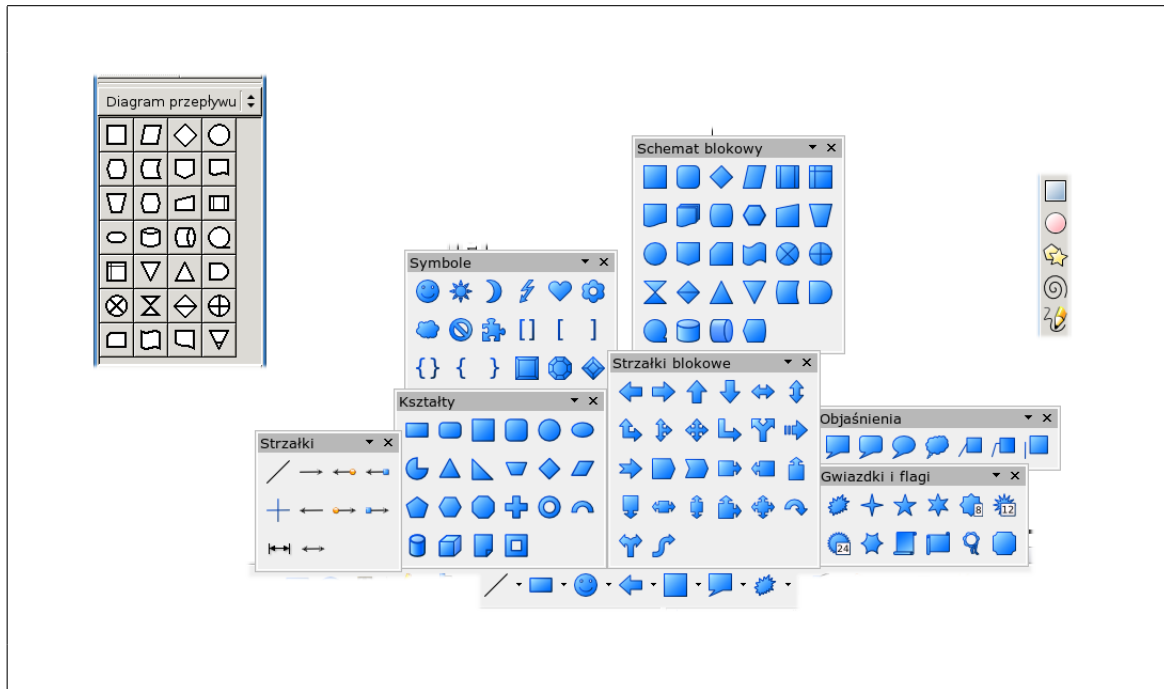 Diagram przepływu
Schemat blokowy
Symbole
Strzałki blokowe
Kształty
Objaśnienia
Strzałki
Gwiazdki i flagi
8
12
24